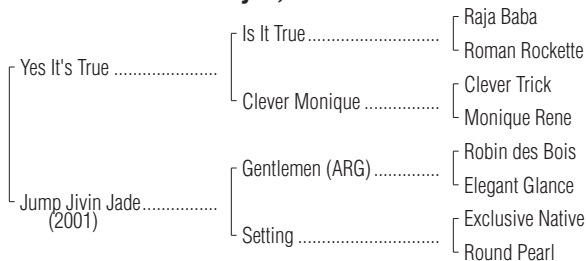 Raja Baba
Is It True
Roman Rockette
Yes It's True
Clever Trick
Clever Monique
Monique Rene
Robin des Bois
Gentlemen (ARG)
Elegant Glance
Jump Jivin Jade
(2001)
Exclusive Native
Setting
Round Pearl